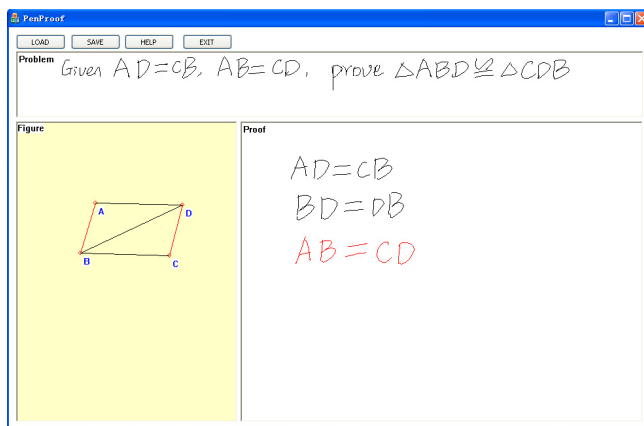 PenProof
LOAD SAVE HELP EXIT
Problem Given AD=CB, AB=CD, prove △ABD≌△CDB
Figure
A
D
B
C
Proof
AD=CB
BD=DB
AB=CD